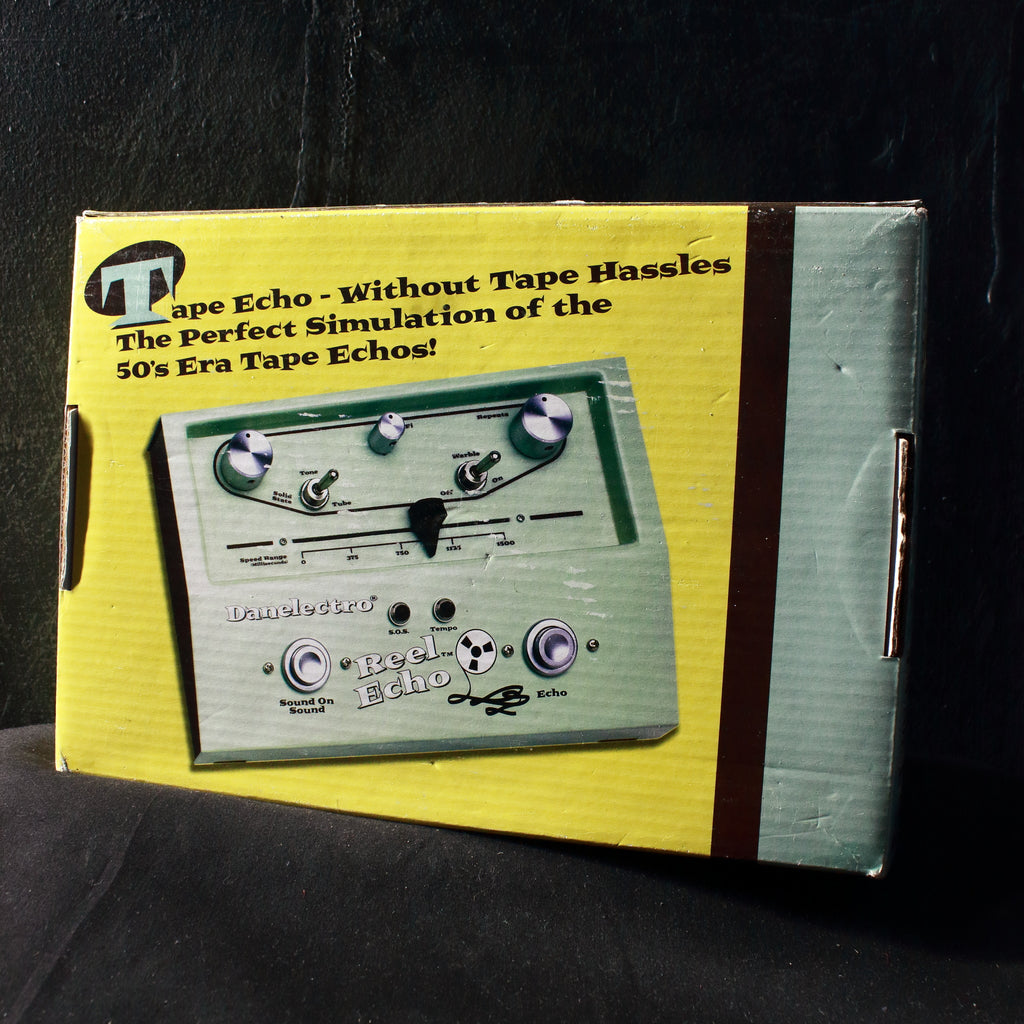 Tape Echo - Without Tape Hassles
The Perfect Simulation of the
50's Era Tape Echos!
Repeats
Tone
Warble
Solid
State
Tube
Off
On
Speed Range
(Milliseconds)
0 375 750 1125 1500
Danelectro®
S.O.S. Tempo
Reel™
Echo
Sound On
Sound
Echo